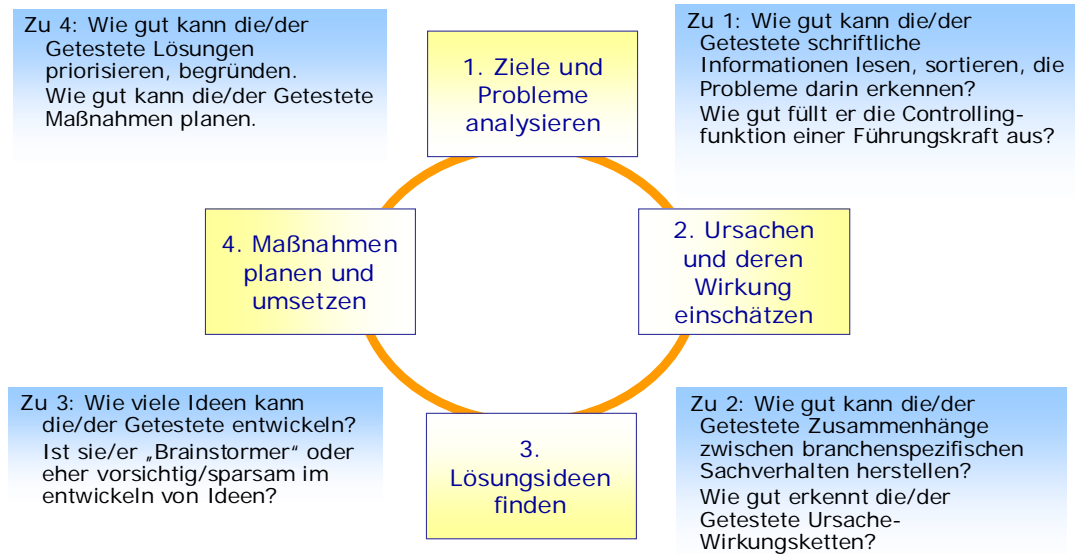 Zu 4: Wie gut kann die/der
Getestete Lösungen
priorisieren, begründen.
Wie gut kann die/der Getestete
Maßnahmen planen.
1. Ziele und
Probleme
analysieren
Zu 1: Wie gut kann die/der
Getestete schriftliche
Informationen lesen, sortieren, die
Probleme darin erkennen?
Wie gut füllt er die Controlling-
funktion einer Führungskraft aus?
4. Maßnahmen
planen und
umsetzen
2. Ursachen
und deren
Wirkung
einschätzen
Zu 3: Wie viele Ideen kann
die/der Getestete entwickeln?
Ist sie/er „Brainstormer" oder
eher vorsichtig/sparsam im
entwickeln von Ideen?
3.
Lösungsideen
finden
Zu 2: Wie gut kann die/der
Getestete Zusammenhänge
zwischen branchenspezifischen
Sachverhalten herstellen?
Wie gut erkennt die/der
Getestete Ursache-
Wirkungsketten?